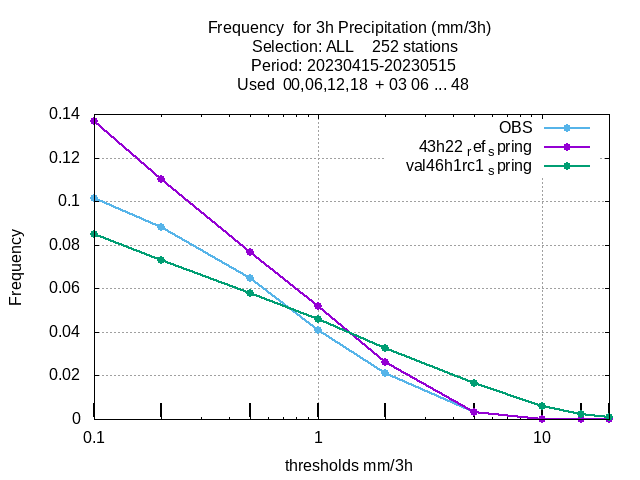 Frequency  for 3h Precipitation (mm/3h)
Selection: ALL    252 stations
Period: 20230415-20230515
Used  00,06,12,18  + 03 06 ... 48
0.14
0.12
0.1
0.08
0.06
0.04
0.02
0
Frequency
OBS
43h22 ref spring
val46h1rc1 spring
0.1
1
10
thresholds mm/3h